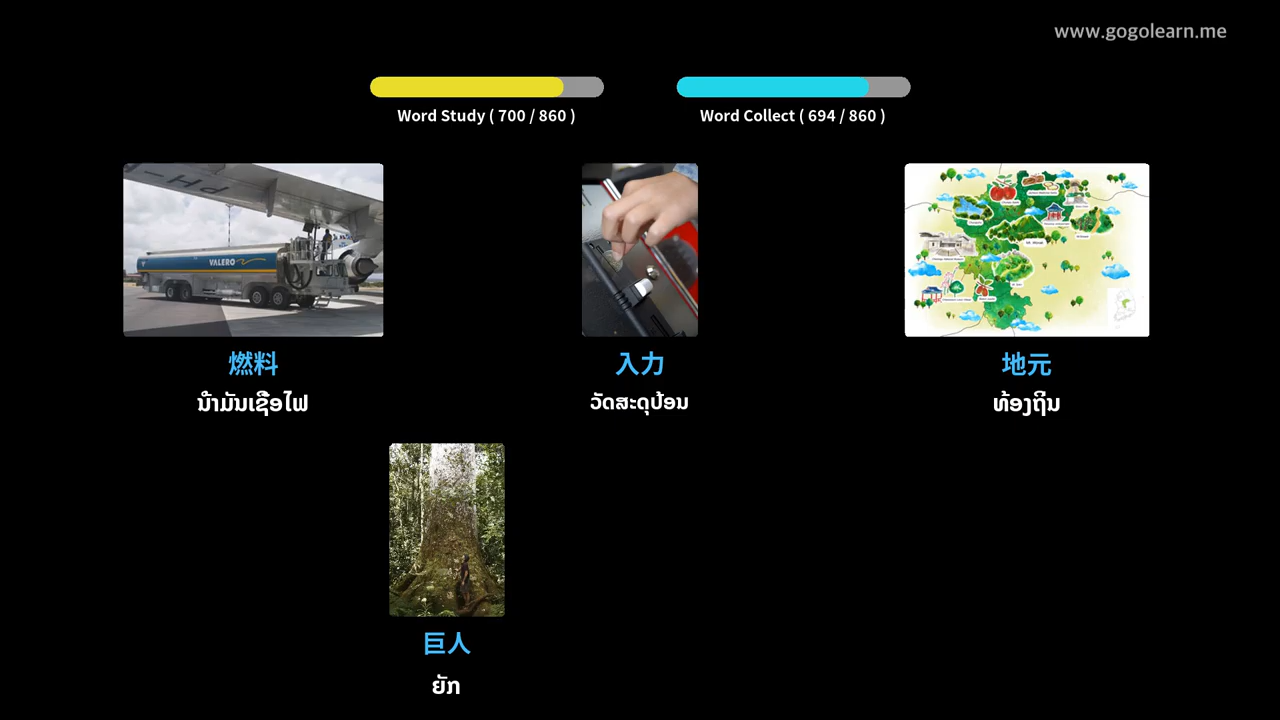 www.gogolearn.me
Word Study ( 700 / 860 )
Word Collect ( 694 / 860 )
PH-I
VALERO
燃料
ນ້ຳມັນເຊື້ອໄຟ
入力
ວັດສະດຸປ້ອນ
地元
ທ້ອງຖິ່ນ
巨人
ຍັກ